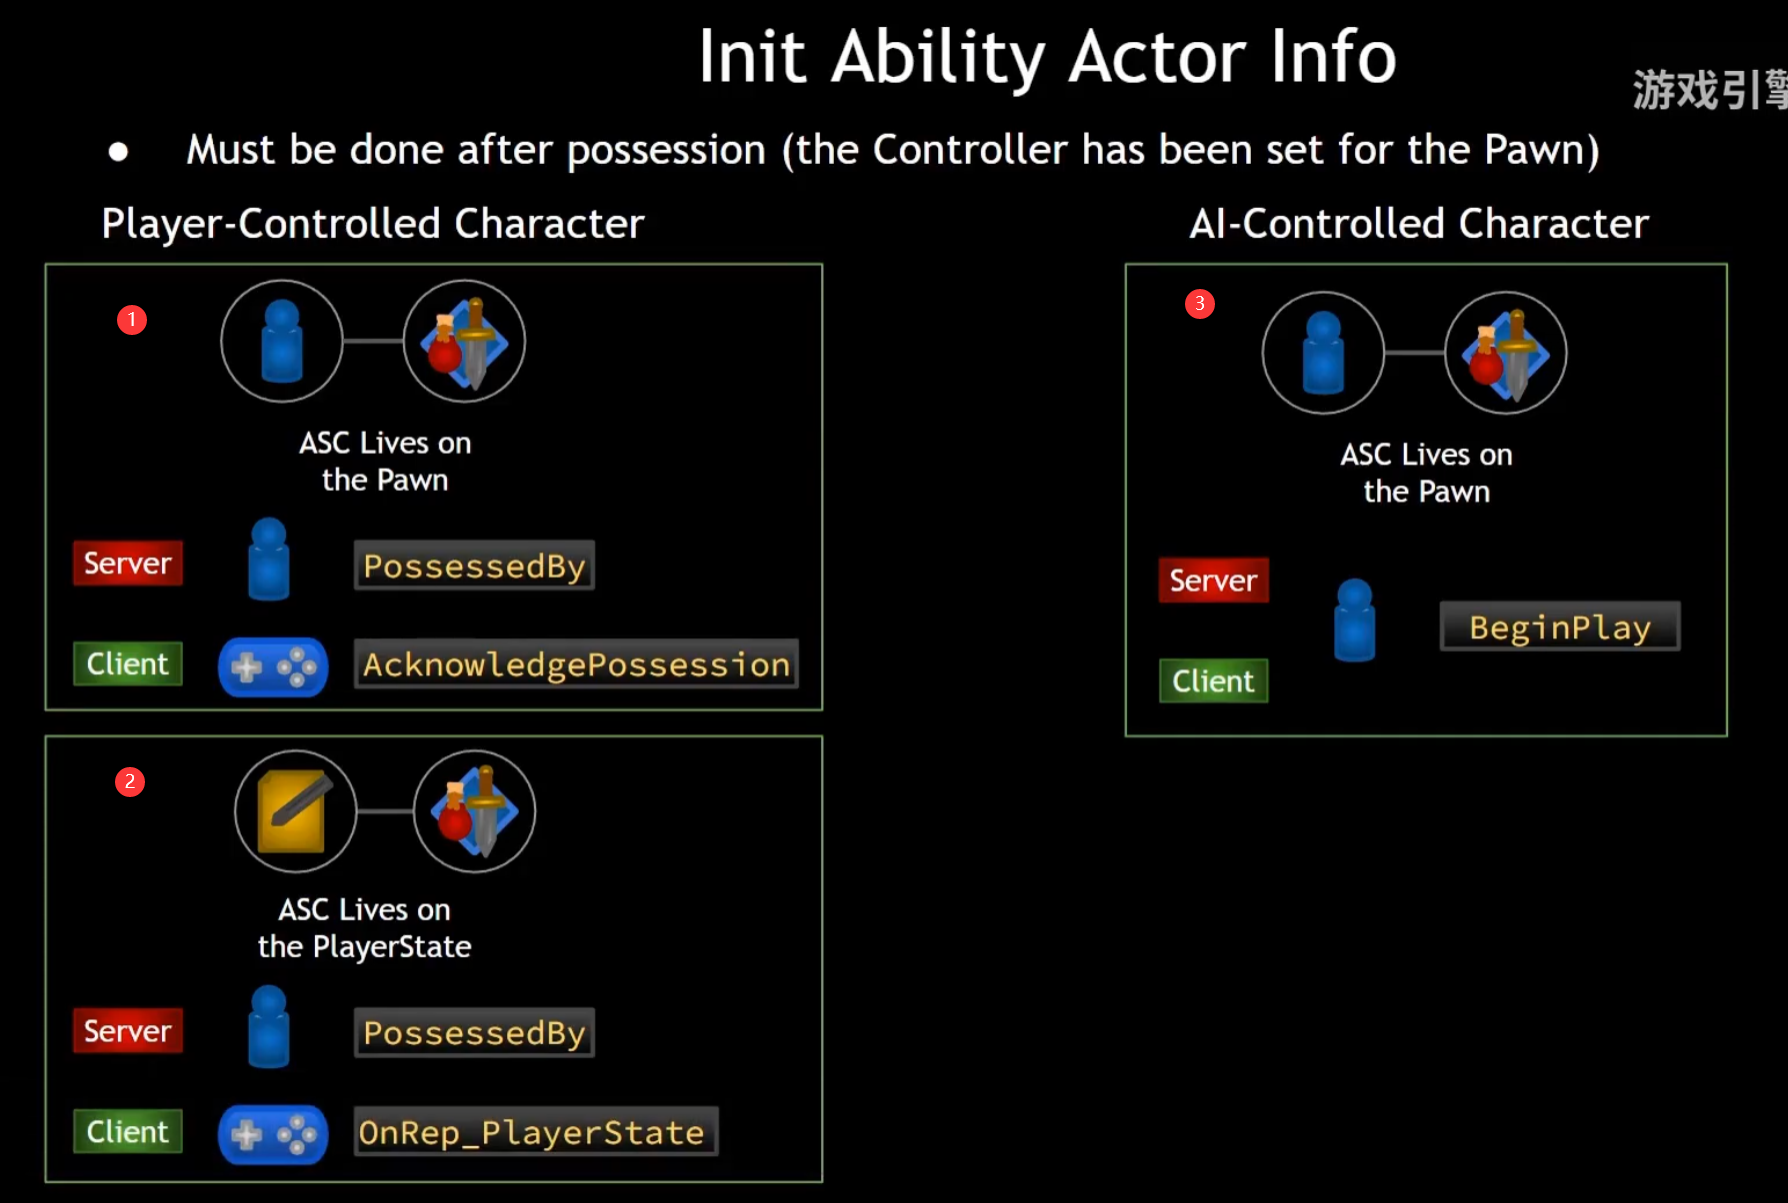 Init Ability Actor Info
游戏引擎
● Must be done after possession (the Controller has been set for the Pawn)
Player-Controlled Character
1
ASC Lives on
the Pawn
Server
PossessedBy
Client
AcknowledgePossession
2
ASC Lives on
the PlayerState
Server
PossessedBy
Client
OnRep_PlayerState
AI-Controlled Character
3
ASC Lives on
the Pawn
Server
BeginPlay
Client